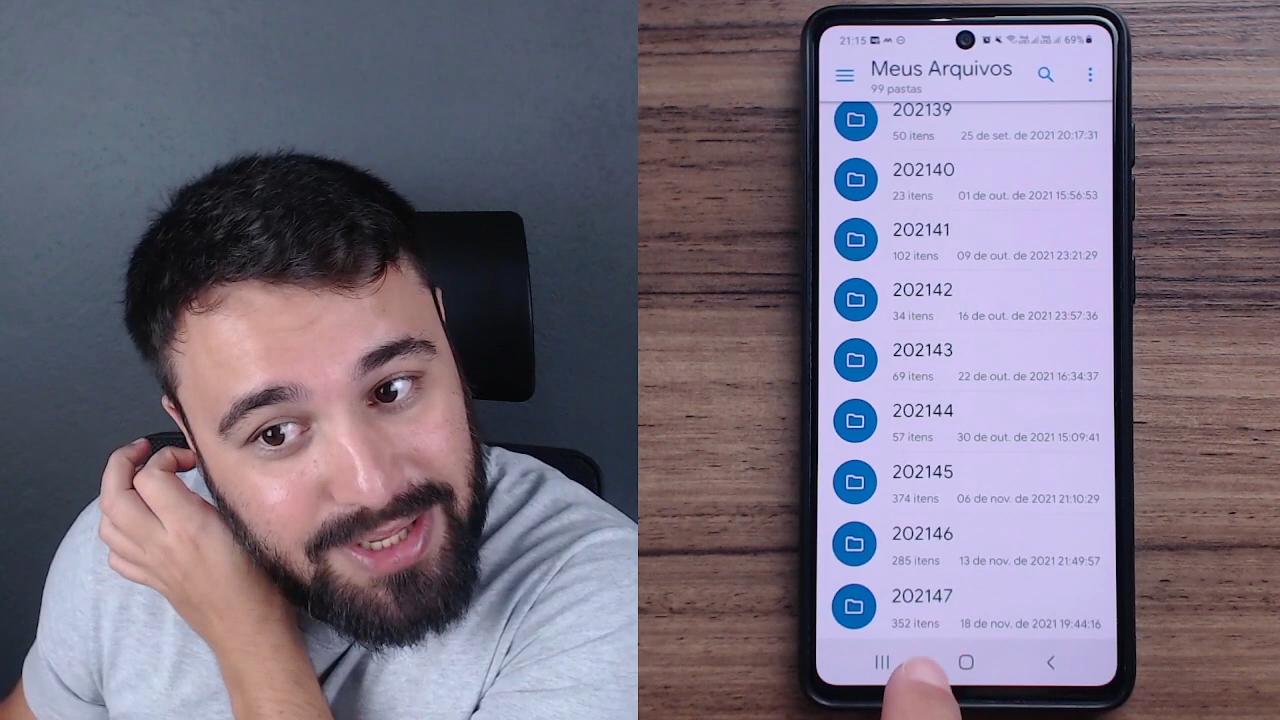 21:15
69%
Meus Arquivos
99 pastas
202139
50 itens 25 de set. de 2021 20:17:31
202140
23 itens 01 de out. de 2021 15:56:53
202141
102 itens 09 de out. de 2021 23:21:29
202142
34 itens 16 de out. de 2021 23:57:36
202143
69 itens 22 de out. de 2021 16:34:37
202144
57 itens 30 de out. de 2021 15:09:41
202145
374 itens 06 de nov. de 2021 21:10:29
202146
285 itens 13 de nov. de 2021 21:49:57
202147
352 itens 18 de nov. de 2021 19:44:16